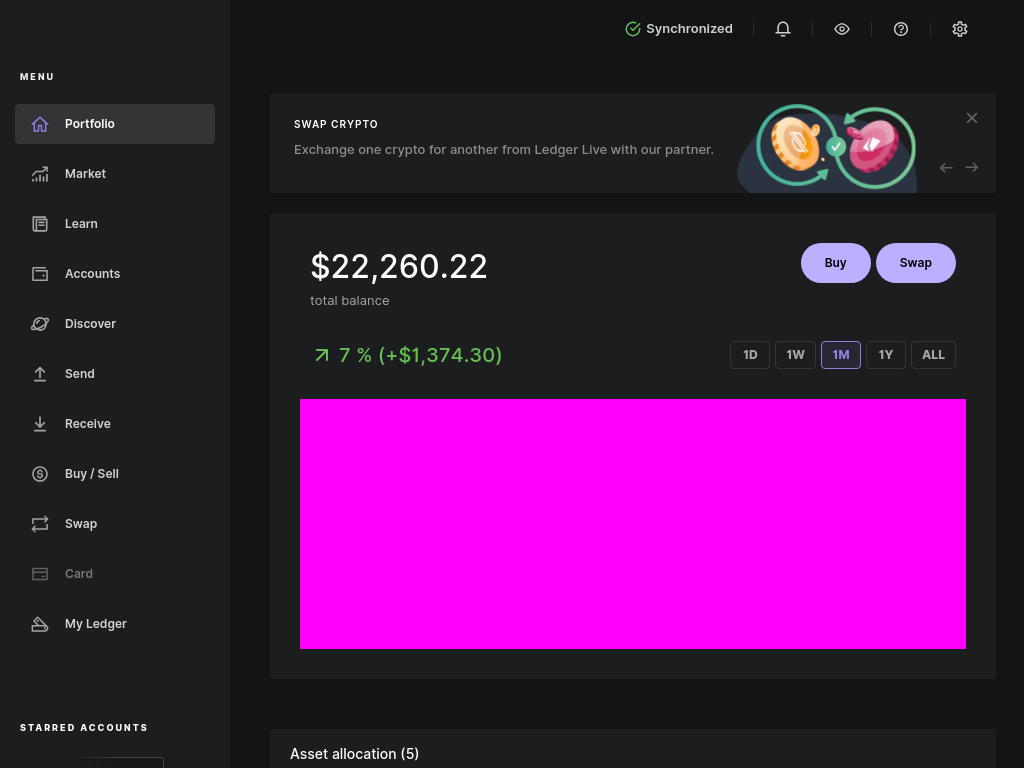 Synchronized
MENU
Portfolio
Market
Learn
Accounts
Discover
Send
Receive
Buy / Sell
Swap
Card
My Ledger
STARRED ACCOUNTS
SWAP CRYPTO
Exchange one crypto for another from Ledger Live with our partner.
$22,260.22
total balance
Buy
Swap
7 % (+$1,374.30)
1D
1W
1M
1Y
ALL
Asset allocation (5)